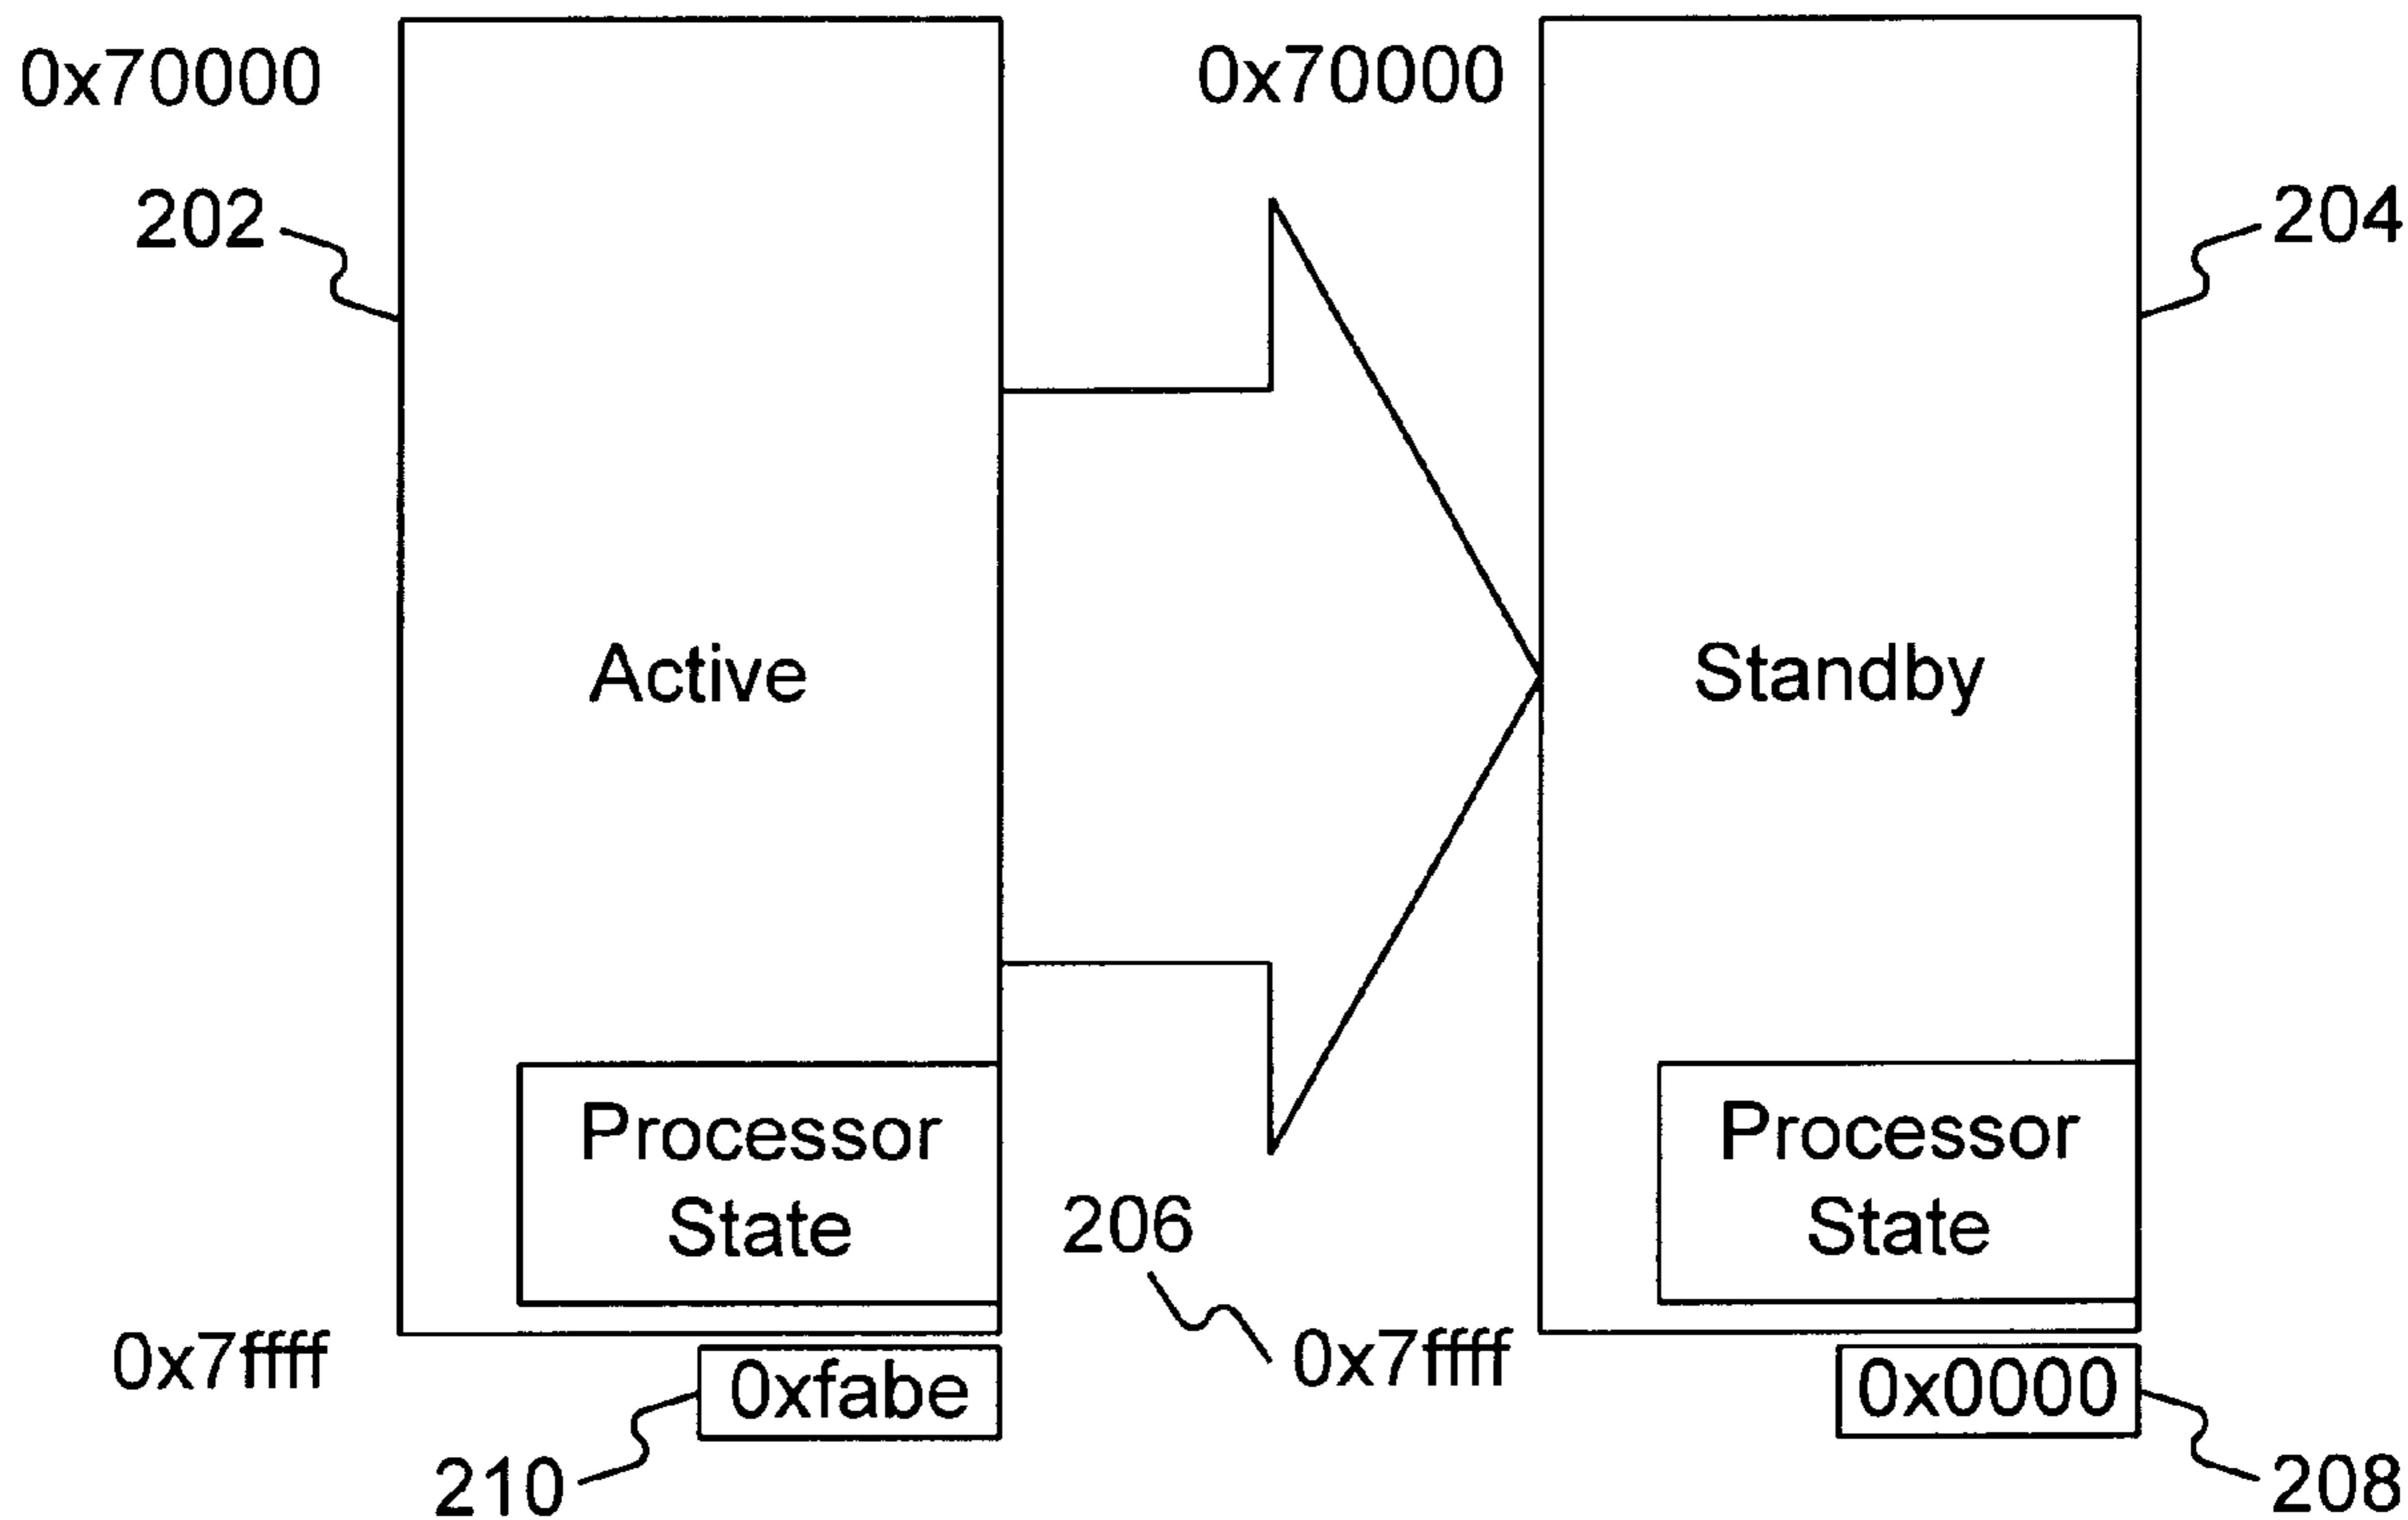 0x70000
0x70000
202
204
Active
Standby
Processor
State
Processor
State
206
0x7ffff
0x7ffff
0xfabe
0x0000
210
208